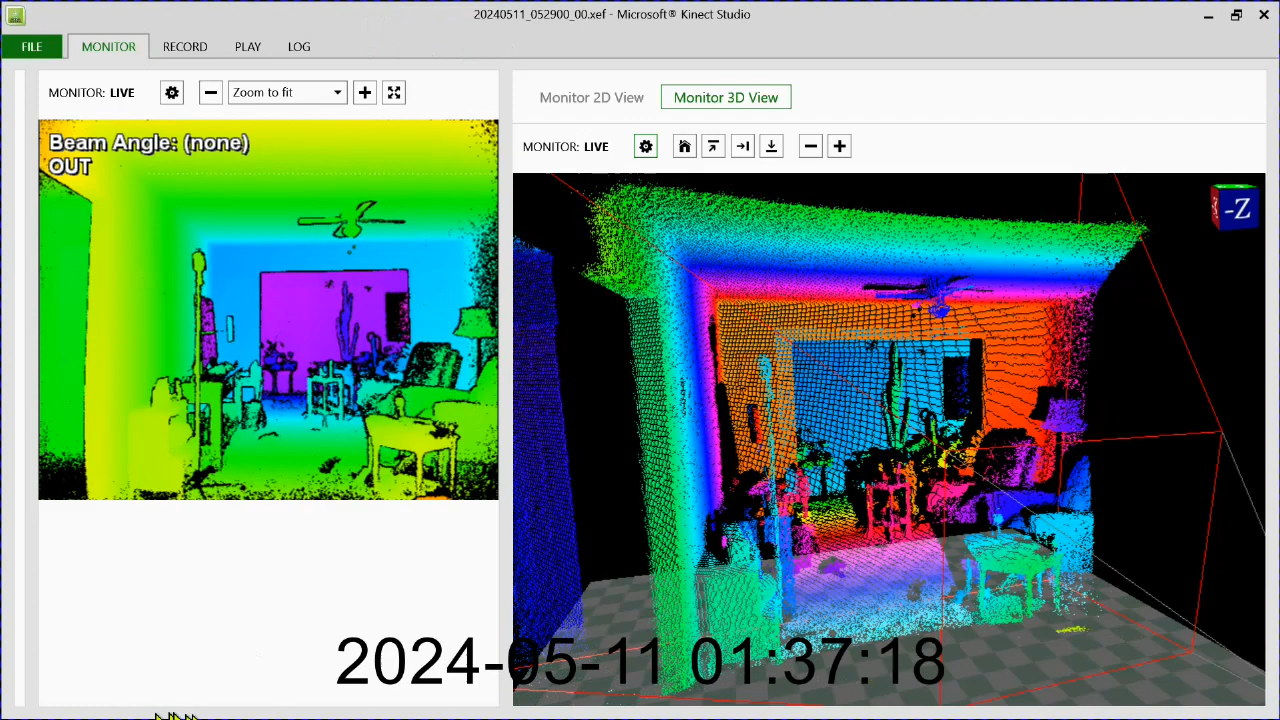 20240511_052900_00.xef - Microsoft® Kinect Studio
FILE MONITOR RECORD PLAY LOG
MONITOR: LIVE Zoom to fit
Beam Angle: (none)
OUT
Monitor 2D View Monitor 3D View
MONITOR: LIVE
-Z
2024-05-11 01:37:18